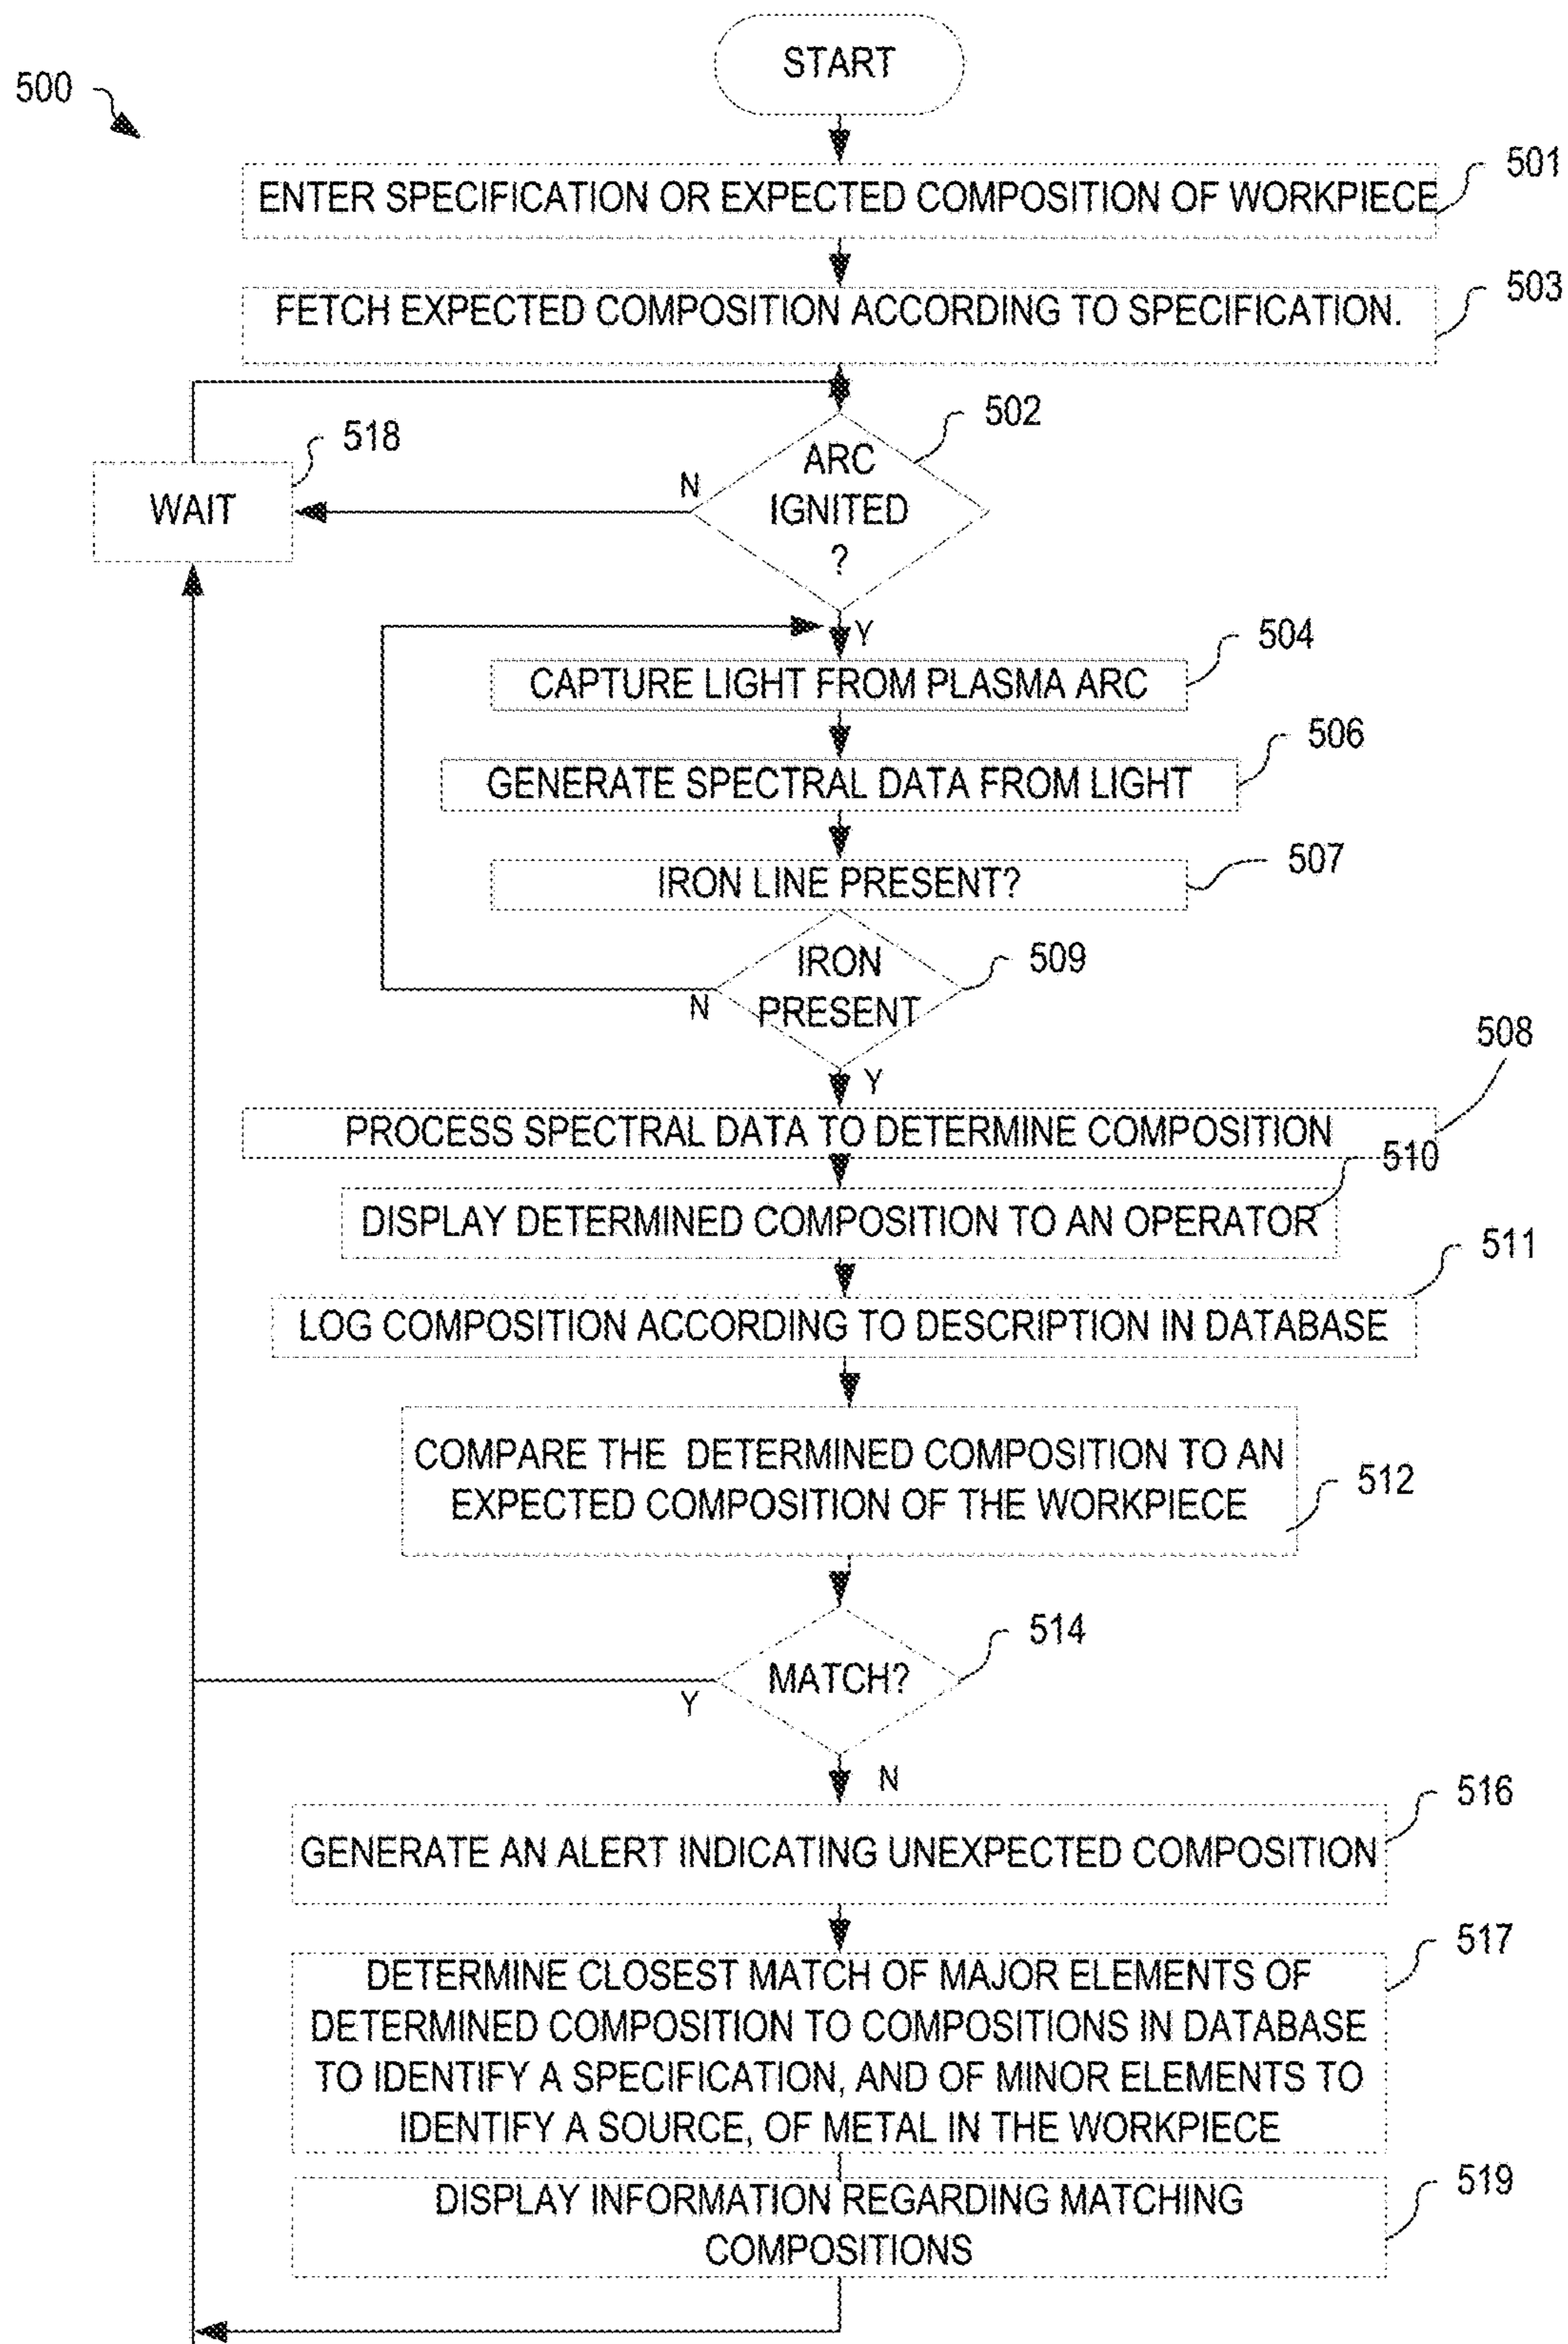 START
500
501
ENTER SPECIFICATION OR EXPECTED COMPOSITION OF WORKPIECE
503
FETCH EXPECTED COMPOSITION ACCORDING TO SPECIFICATION.
502
518
ARC
IGNITED
?
N
WAIT
Y
504
CAPTURE LIGHT FROM PLASMA ARC
506
GENERATE SPECTRAL DATA FROM LIGHT
507
IRON LINE PRESENT?
509
IRON
PRESENT
N
Y
508
PROCESS SPECTRAL DATA TO DETERMINE COMPOSITION
510
DISPLAY DETERMINED COMPOSITION TO AN OPERATOR
511
LOG COMPOSITION ACCORDING TO DESCRIPTION IN DATABASE
COMPARE THE DETERMINED COMPOSITION TO AN
EXPECTED COMPOSITION OF THE WORKPIECE
512
514
MATCH?
Y
N
516
GENERATE AN ALERT INDICATING UNEXPECTED COMPOSITION
517
DETERMINE CLOSEST MATCH OF MAJOR ELEMENTS OF
DETERMINED COMPOSITION TO COMPOSITIONS IN DATABASE
TO IDENTIFY A SPECIFICATION, AND OF MINOR ELEMENTS TO
IDENTIFY A SOURCE, OF METAL IN THE WORKPIECE
519
DISPLAY INFORMATION REGARDING MATCHING
COMPOSITIONS